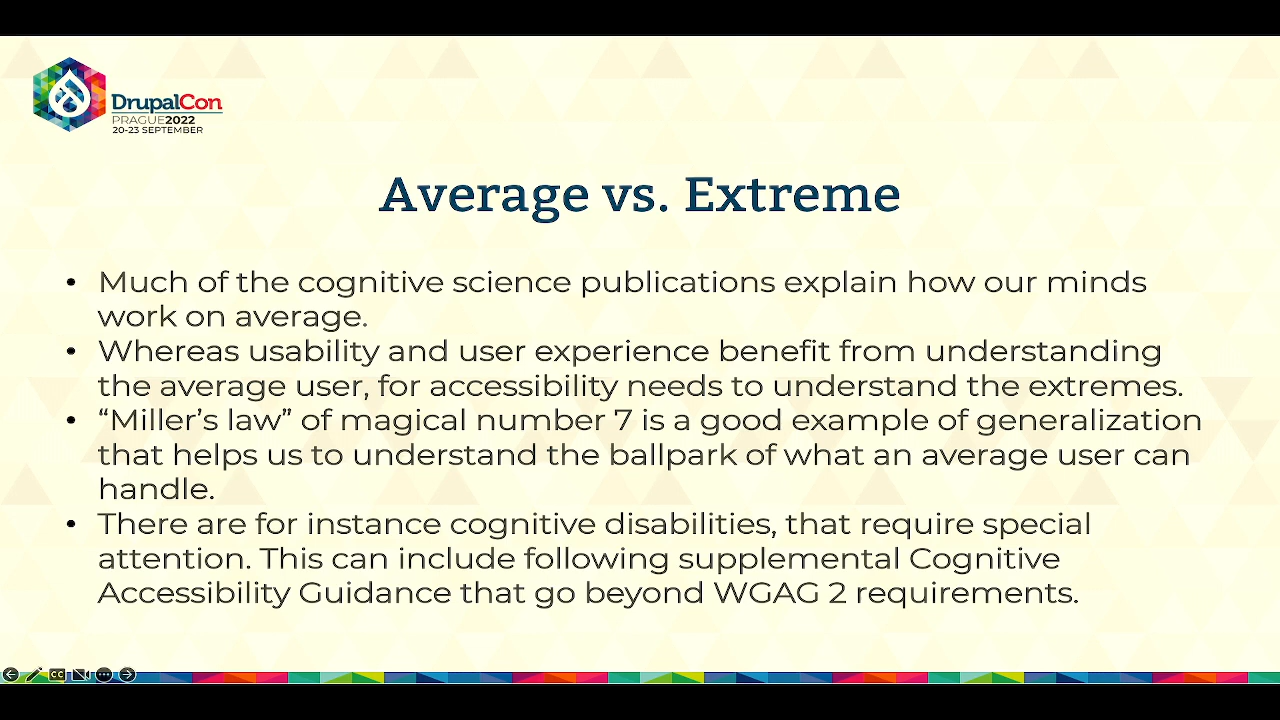 DrupalCon
PRAGUE2022
20-23 SEPTEMBER
Average vs. Extreme
• Much of the cognitive science publications explain how our minds
work on average.
• Whereas usability and user experience benefit from understanding
the average user, for accessibility needs to understand the extremes.
• “Miller’s law” of magical number 7 is a good example of generalization
that helps us to understand the ballpark of what an average user can
handle.
• There are for instance cognitive disabilities, that require special
attention. This can include following supplemental Cognitive
Accessibility Guidance that go beyond WGAG 2 requirements.
CC